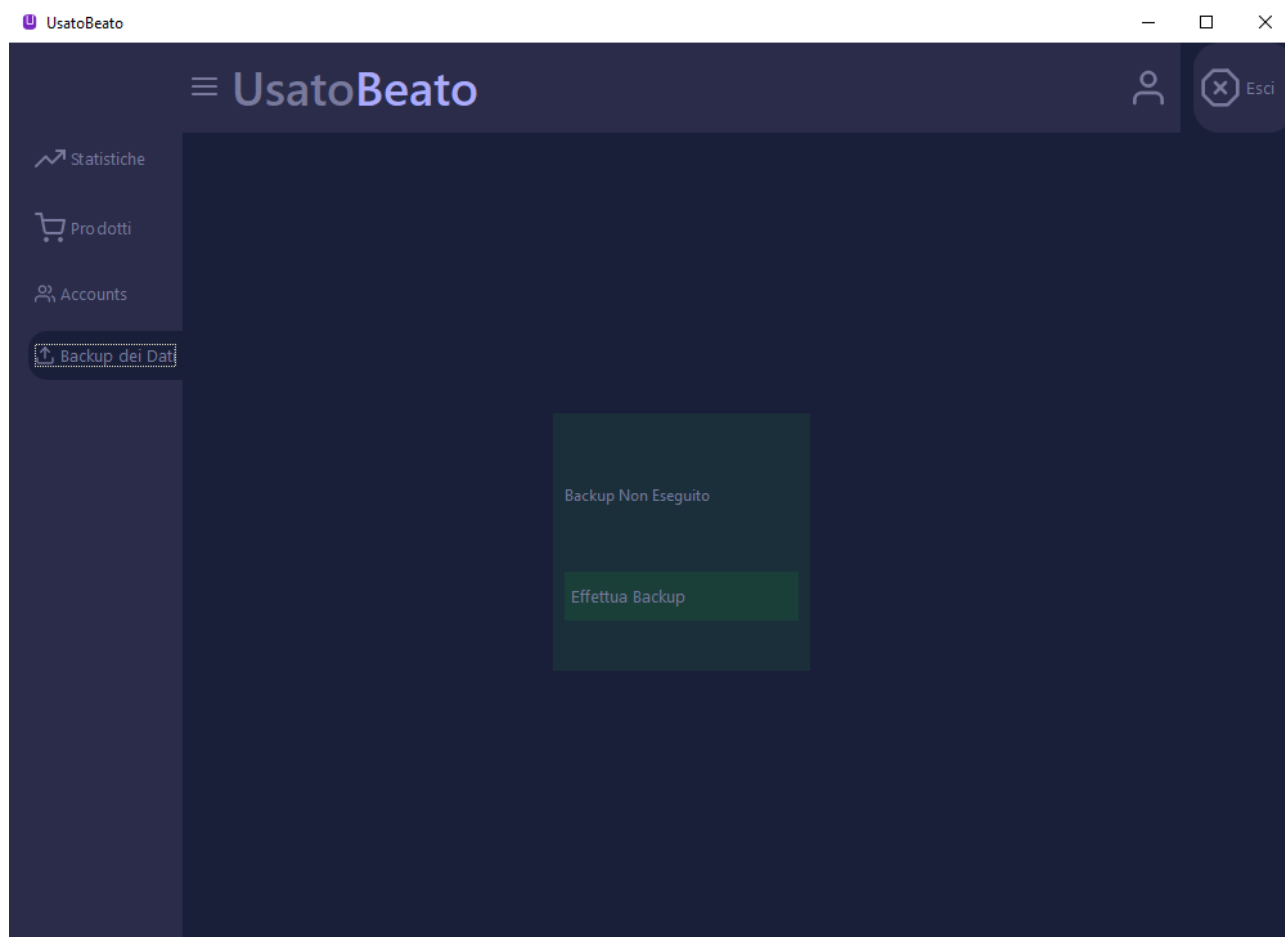 UsatoBeato
UsatoBeato
Esci
Statistiche
Prodotti
Accounts
Backup dei Dati
Backup Non Eseguito
Effettua Backup